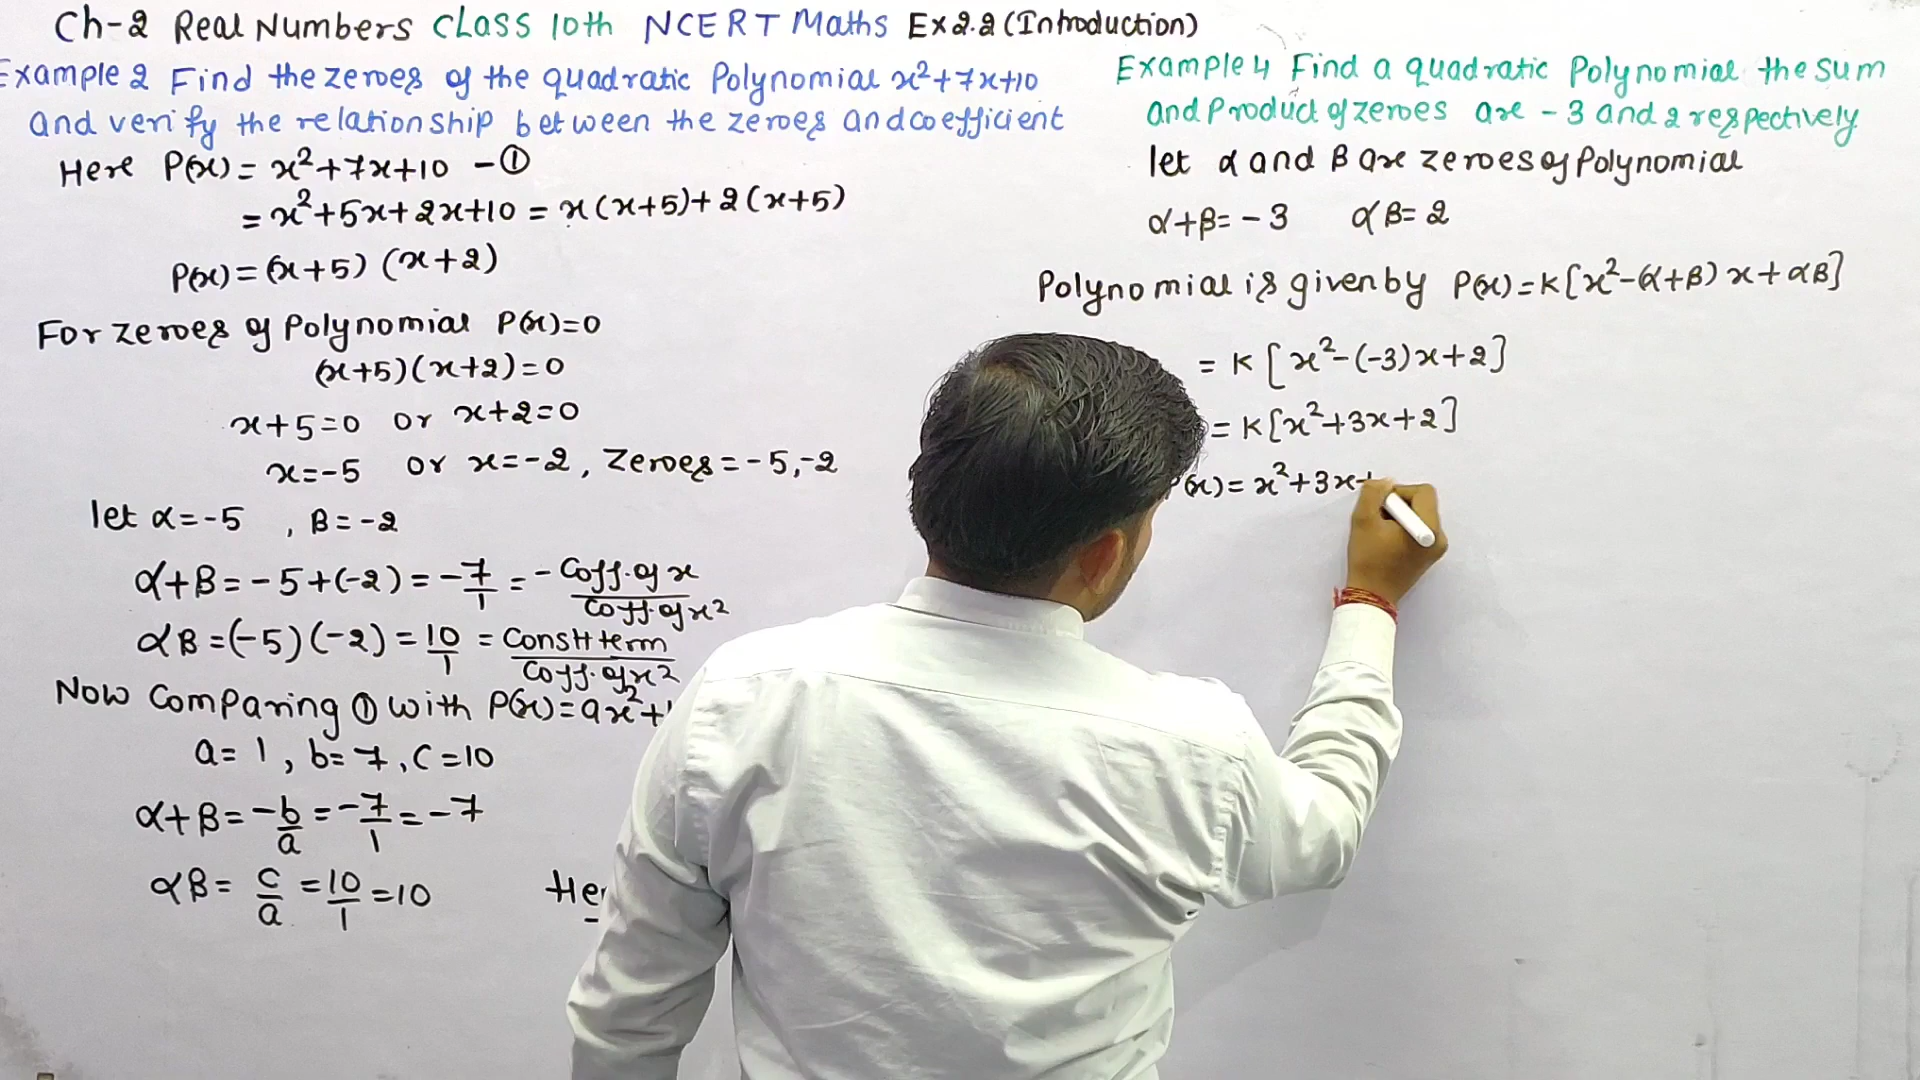 Ch-2 Real Numbers Class 10th NCERT Maths Ex 2.2 (Introduction)
Example 2 Find the zeroes of the quadratic Polynomial x²+7x+10
and verify the relationship between the zeroes and coefficient
Here P(x) = x²+7x+10 -①
= x²+5x+2x+10 = x(x+5)+2(x+5)
P(x)=(x+5) (x+2)
For zeroes of Polynomial P(x)=0
(x+5)(x+2)=0
x+5=0 or x+2=0
x=-5 or x=-2, Zeroes=-5,-2
let α=-5 , β=-2
α+β=-5+(-2)=-7/1=-Coff.of x/Coff.of x²
αβ=(-5)(-2)=10/1=Constt term/Coff.of x²
Now Comparing ① with P(x)=ax²+
a=1, b=7, c=10
α+β=-b/a=-7/1=-7
αβ=c/a=10/1=10
Example 4 Find a quadratic Polynomial the sum
and Product of zeroes are -3 and 2 respectively
let α and β are zeroes of Polynomial
α+β=-3 αβ=2
Polynomial is given by P(x)=K[x²-(α+β)x+αβ]
= K[x²-(-3)x+2]
= K[x²+3x+2]
P(x)= x²+3x+